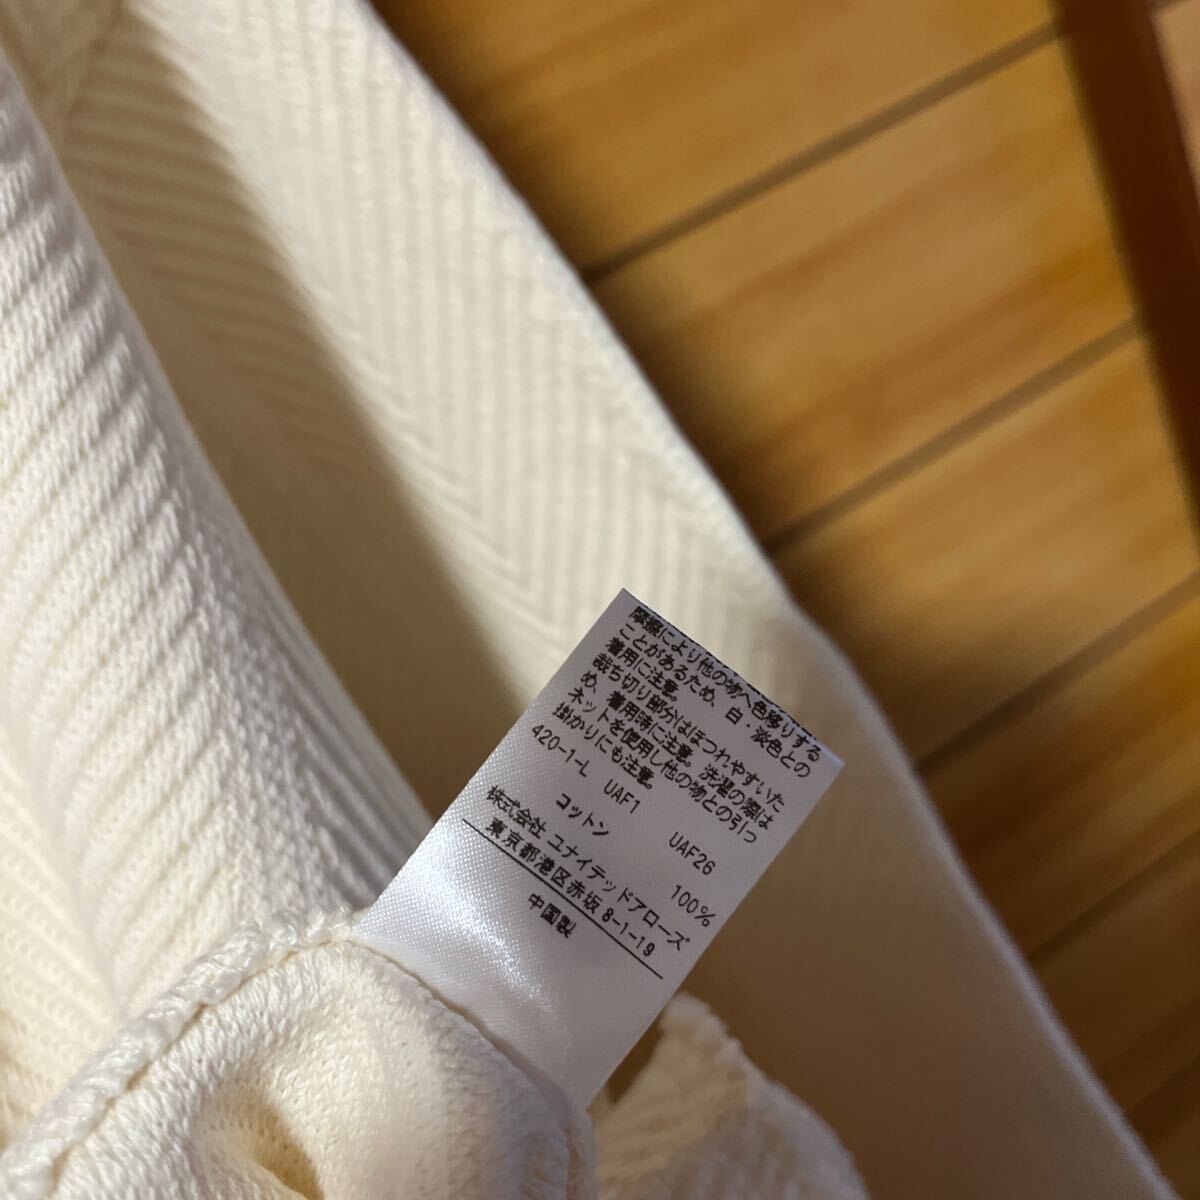 摩擦により他の物へ色移りする
ことがあるため、白・淡色との
着用に注意。
裁ち切り部分はほつれやすいた
め、着用時に注意。洗濯の際は
ネットを使用し他の物との引っ
掛かりにも注意。
420-1-L UAF1 UAF26
コットン 100%
株式会社 ユナイテッドアローズ
東京都港区赤坂 8-1-19
中国製